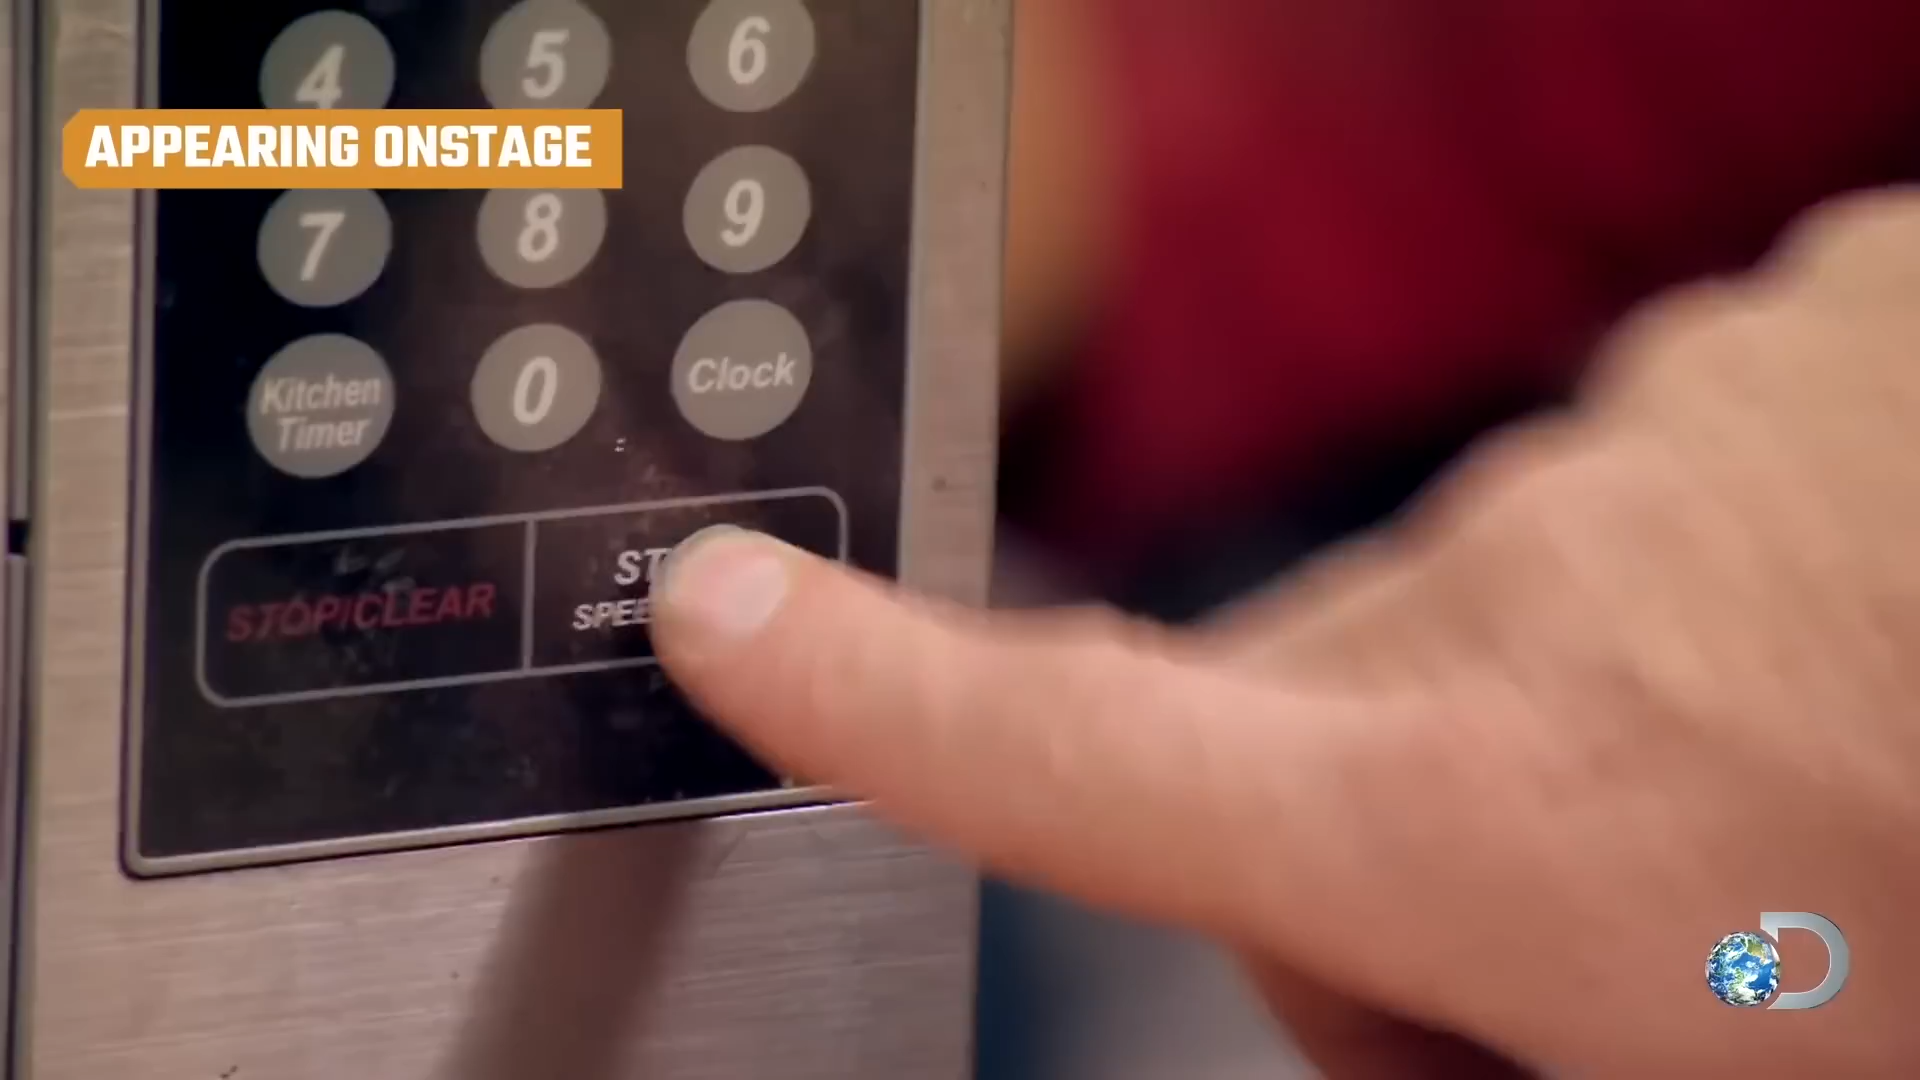 4 5 6
APPEARING ONSTAGE
7 8 9
Kitchen
Timer
0
Clock
STOP/CLEAR